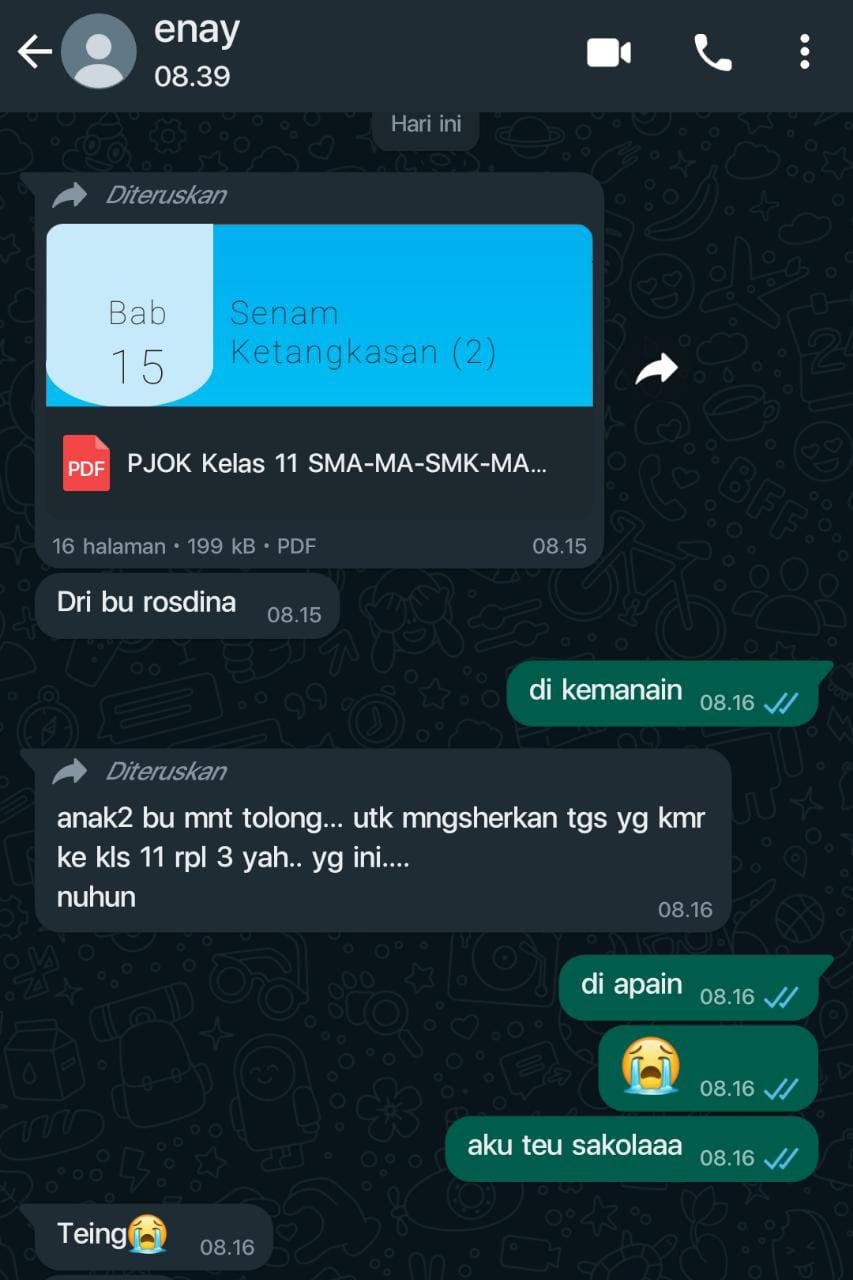 enay
08.39
Hari ini
Diteruskan
Bab
15
Senam
Ketangkasan (2)
PDF
PJOK Kelas 11 SMA-MA-SMK-MA...
16 halaman • 199 kB • PDF
08.15
Dri bu rosdina 08.15
di kemanain 08.16
Diteruskan
anak2 bu mnt tolong... utk mngsherkan tgs yg kmr
ke kls 11 rpl 3 yah.. yg ini....
nuhun
08.16
di apain 08.16
😭 08.16
aku teu sakolaaa 08.16
Teing😭 08.16